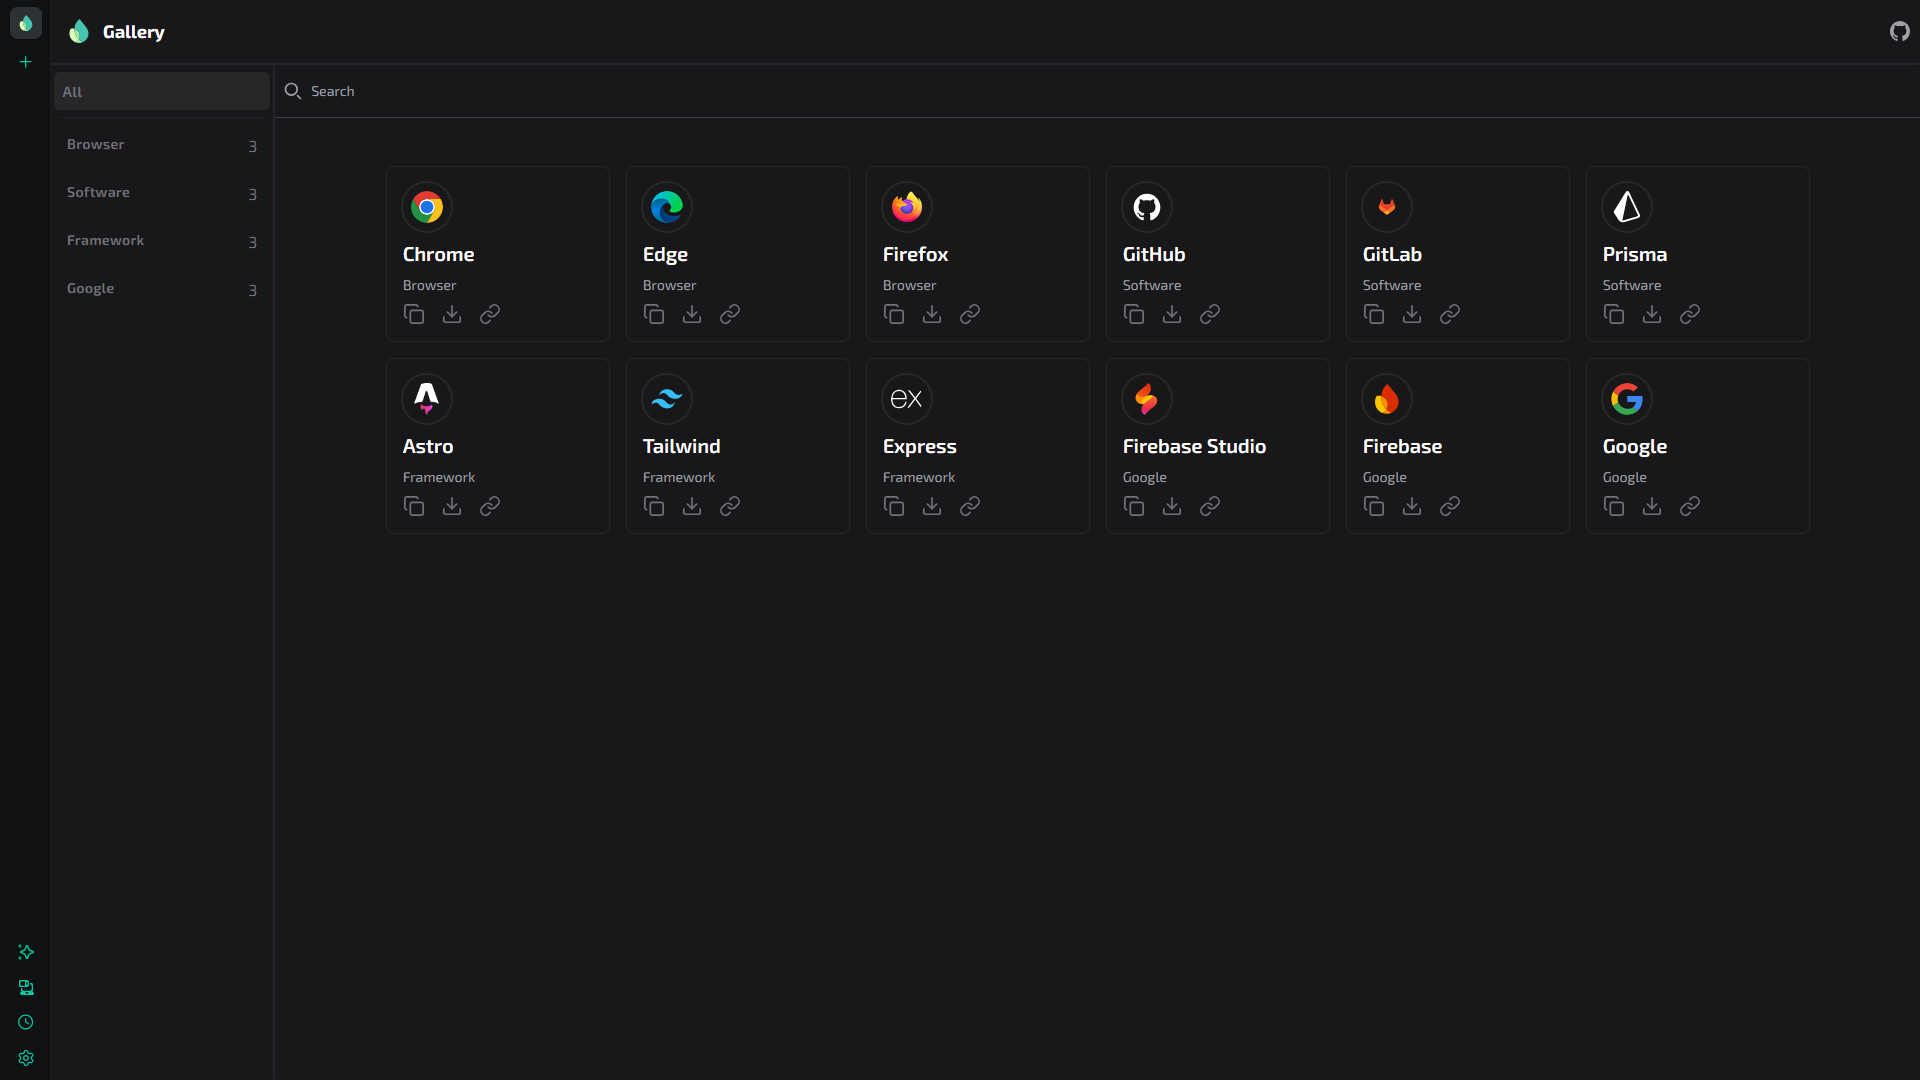 Gallery
All
Search
Browser 3
Software 3
Framework 3
Google 3
Chrome
Browser
Edge
Browser
Firefox
Browser
GitHub
Software
GitLab
Software
Prisma
Software
Astro
Framework
Tailwind
Framework
ex
Express
Framework
Firebase Studio
Google
Firebase
Google
Google
Google